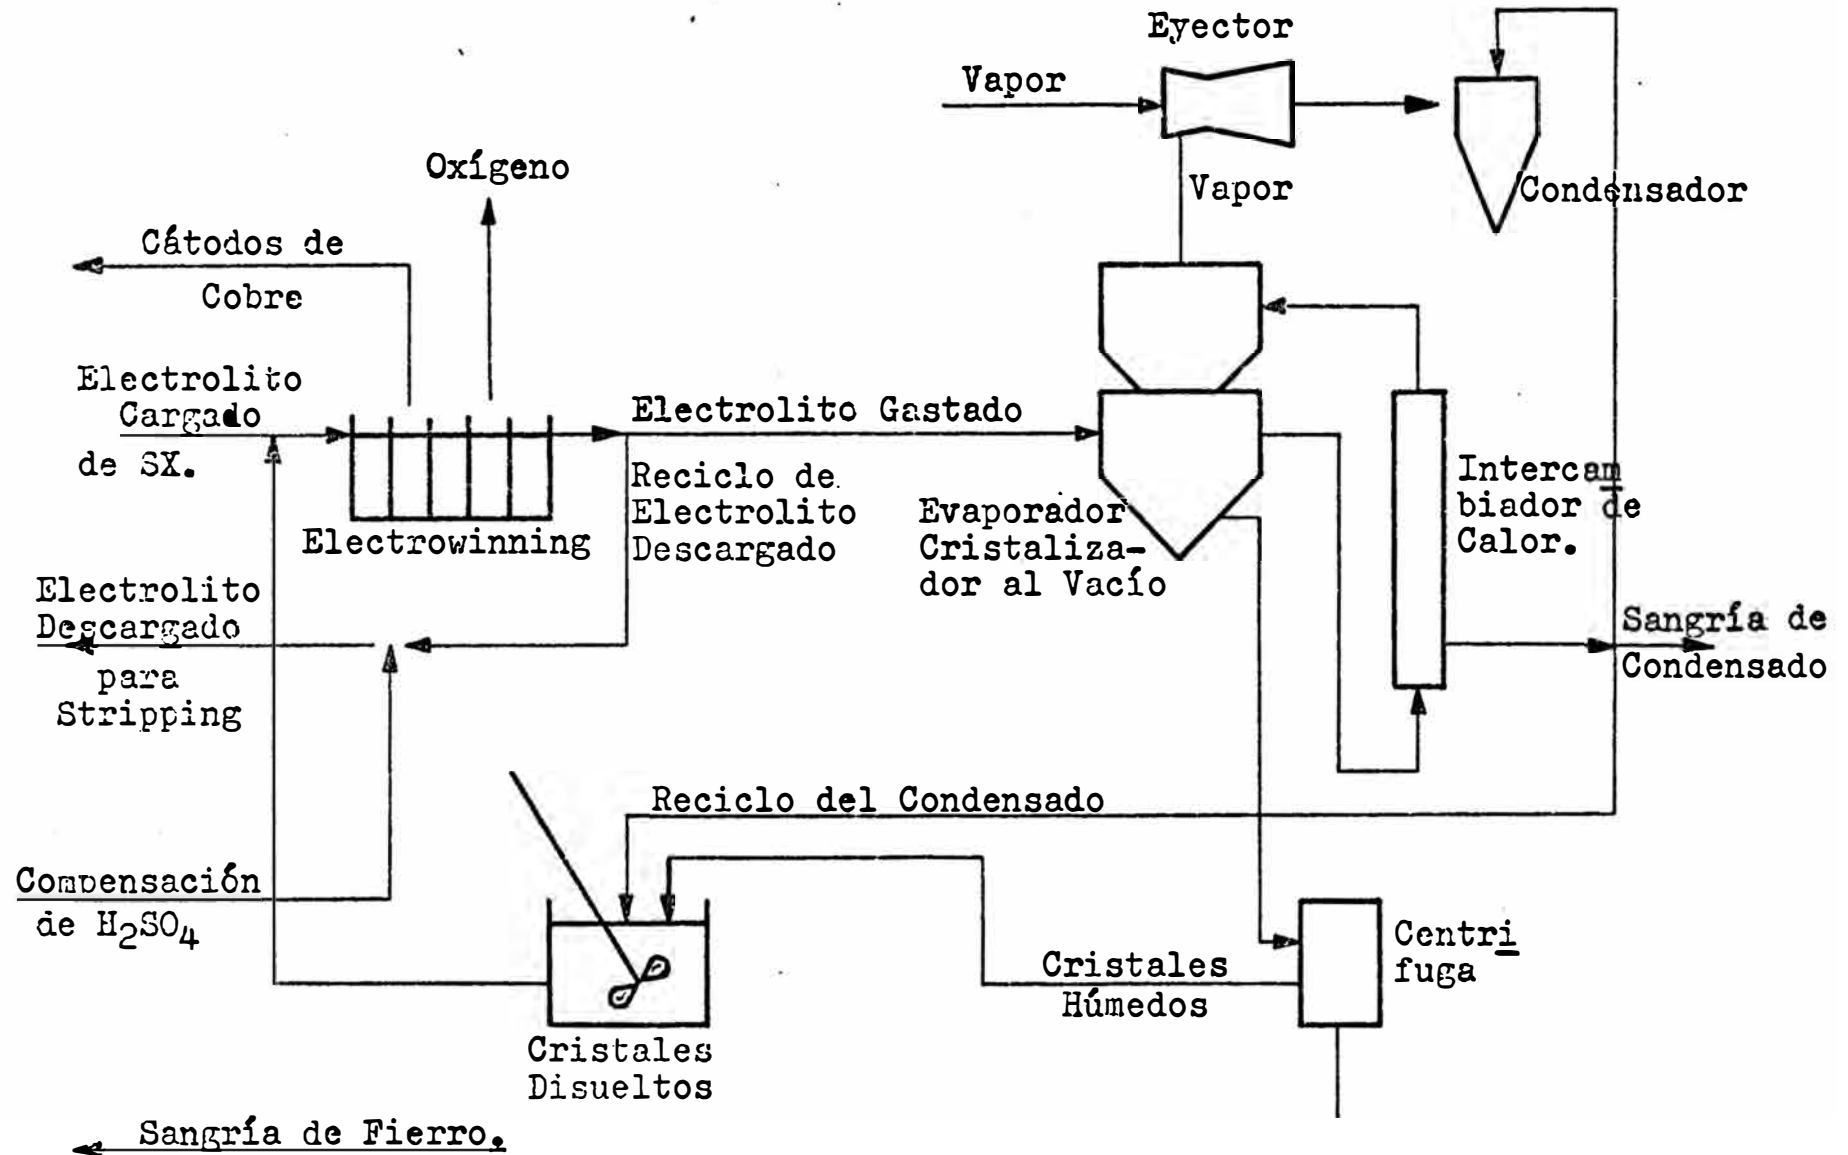 Eyector
Vapor
Vapor
Condensador
Oxígeno
Cátodos de
Cobre
Electrolito
Cargado
de SX.
Electrowinning
Electrolito Gastado
Reciclo de
Electrolito
Descargado
Evaporador
Cristaliza-
dor al Vacío
Intercam
biador de
Calor.
Electrolito
Descargado
para
Stripping
Sangría de
Condensado
Reciclo del Condensado
Compensación
de H₂SO₄
Centri
fuga
Cristales
Húmedos
Cristales
Disueltos
Sangría de Fierro.